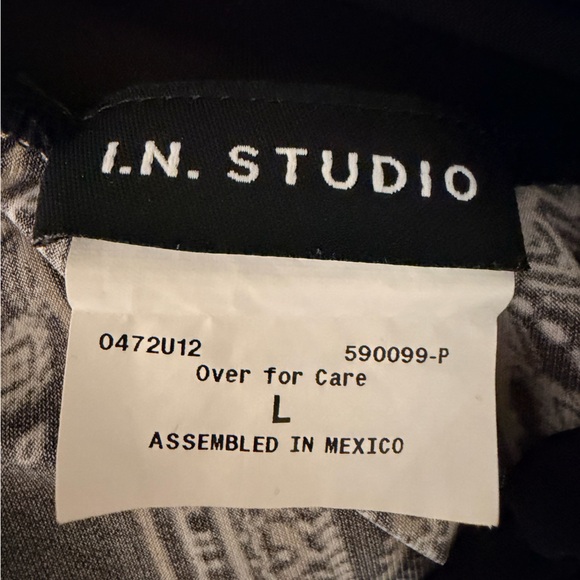 I.N. STUDIO
0472U12 590099-P
Over for Care
L
ASSEMBLED IN MEXICO